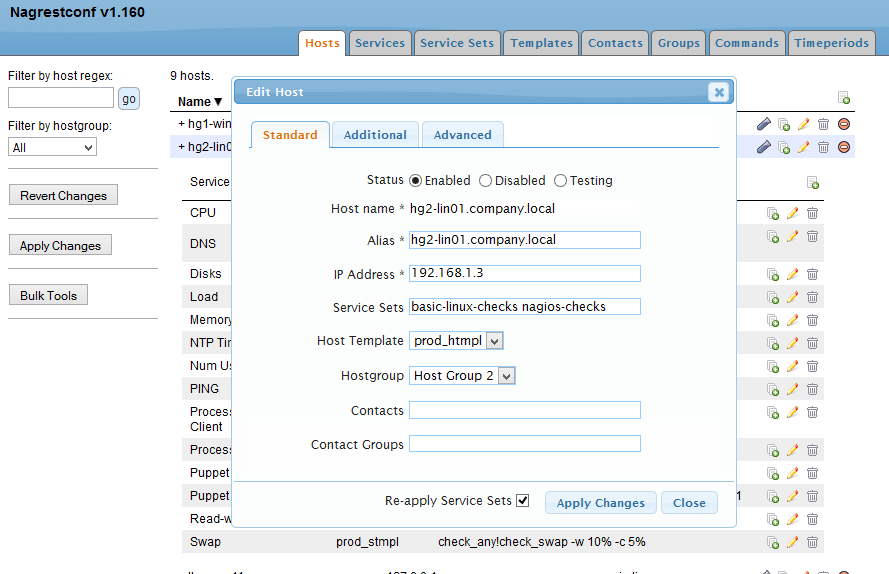 Nagrestconf v1.160
Hosts Services Service Sets Templates Contacts Groups Commands Timeperiods
Filter by host regex:
go
Filter by hostgroup:
All
Revert Changes
Apply Changes
Bulk Tools
9 hosts.
Name ▼
+ hg1-win
+ hg2-lin0
Service
CPU
DNS
Disks
Load
Memory
NTP Tim
Num Us
PING
Process
Client
Process
Puppet
Puppet 1
Read-w
Swap prod_stmpl check_any!check_swap -w 10% -c 5%
Edit Host
Standard Additional Advanced
Status Enabled Disabled Testing
Host name * hg2-lin01.company.local
Alias * hg2-lin01.company.local
IP Address * 192.168.1.3
Service Sets basic-linux-checks nagios-checks
Host Template prod_htmpl
Hostgroup Host Group 2
Contacts
Contact Groups
Re-apply Service Sets Apply Changes Close